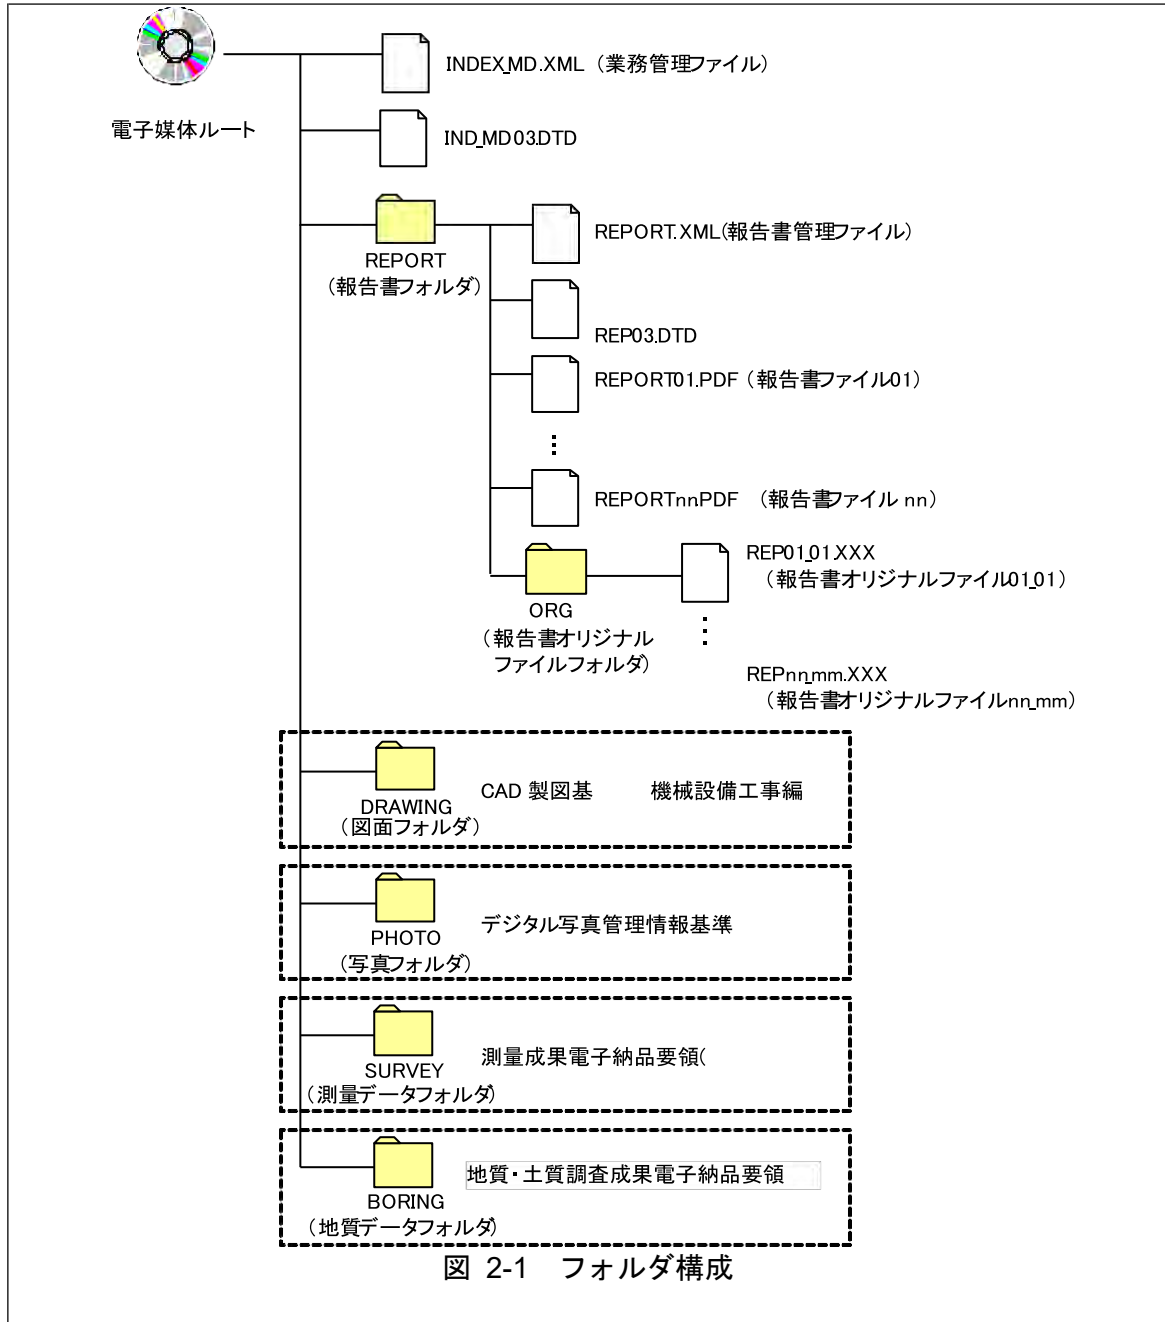 INDEX_MD.XML（業務管理ファイル）
電子媒体ルート
IND_MD03.DTD
REPORT.XML(報告書管理ファイル)
REPORT
（報告書フォルダ）
REP03.DTD
REPORT01.PDF（報告書ファイル01）
REPORTnn.PDF （報告書ファイル nn）
REP01_01.XXX
（報告書オリジナルファイル01_01）
ORG
（報告書オリジナル
ファイルフォルダ）
REPnn_mm.XXX
（報告書オリジナルファイルnn_mm）
CAD 製図基 機械設備工事編
DRAWING
（図面フォルダ）
デジタル写真管理情報基準
PHOTO
（写真フォルダ）
測量成果電子納品要領(
SURVEY
（測量データフォルダ）
地質・土質調査成果電子納品要領
BORING
（地質データフォルダ）
図 2-1 フォルダ構成